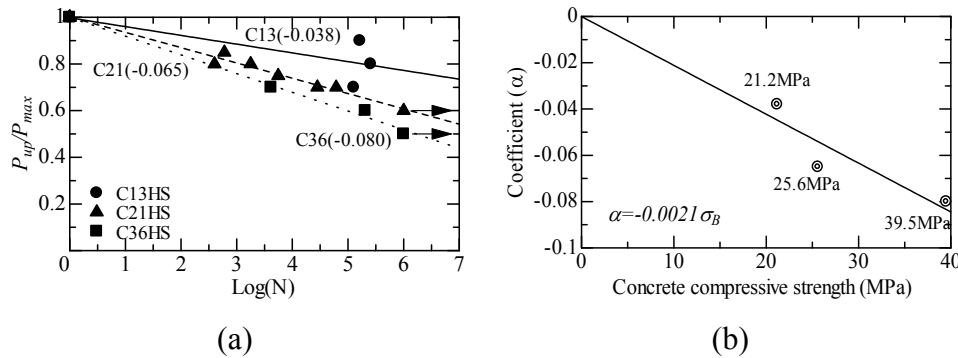 (a)
P_up/P_max
1
0.8
0.6
0.4
0.2
0
C13(-0.038)
C21(-0.065)
C36(-0.080)
C13HS
C21HS
C36HS
0 1 2 3 4 5 6 7
Log(N)
(a)
(b)
Coefficient (α)
-0
-0.02
-0.04
-0.06
-0.08
-0.1
21.2MPa
25.6MPa
39.5MPa
α=-0.0021σ_B
0 10 20 30 40
Concrete compressive strength (MPa)
(b)